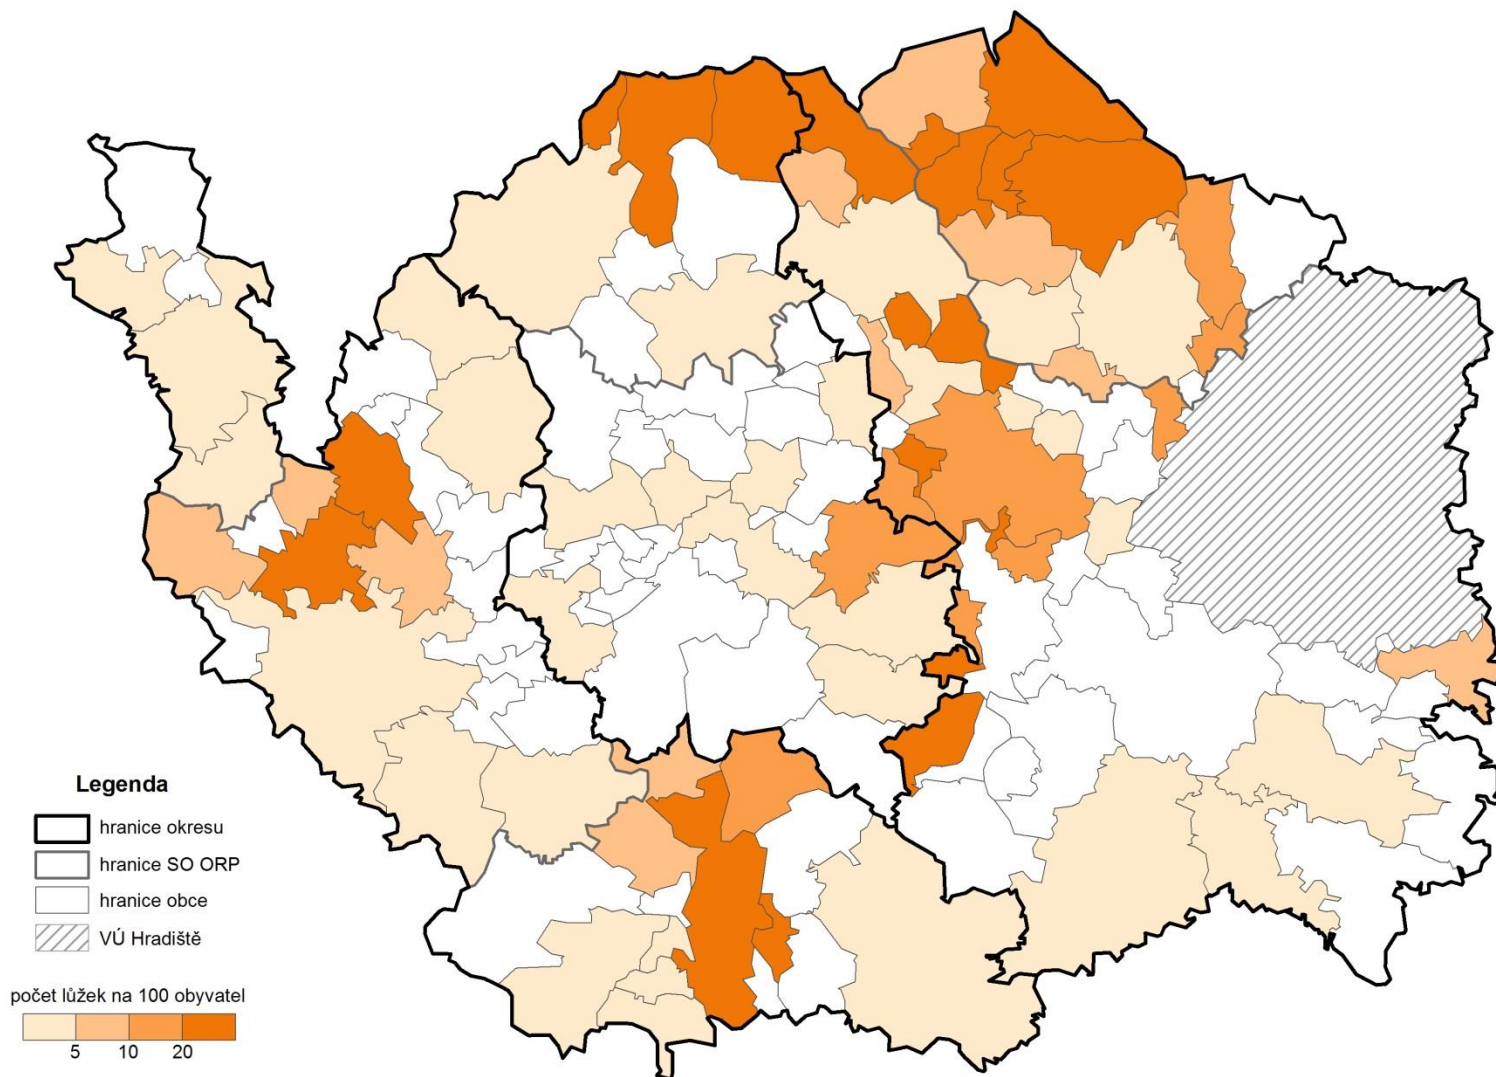 Legenda
hranice okresu
hranice SO ORP
hranice obce
VÚ Hradiště
počet lůžek na 100 obyvatel
5 10 20